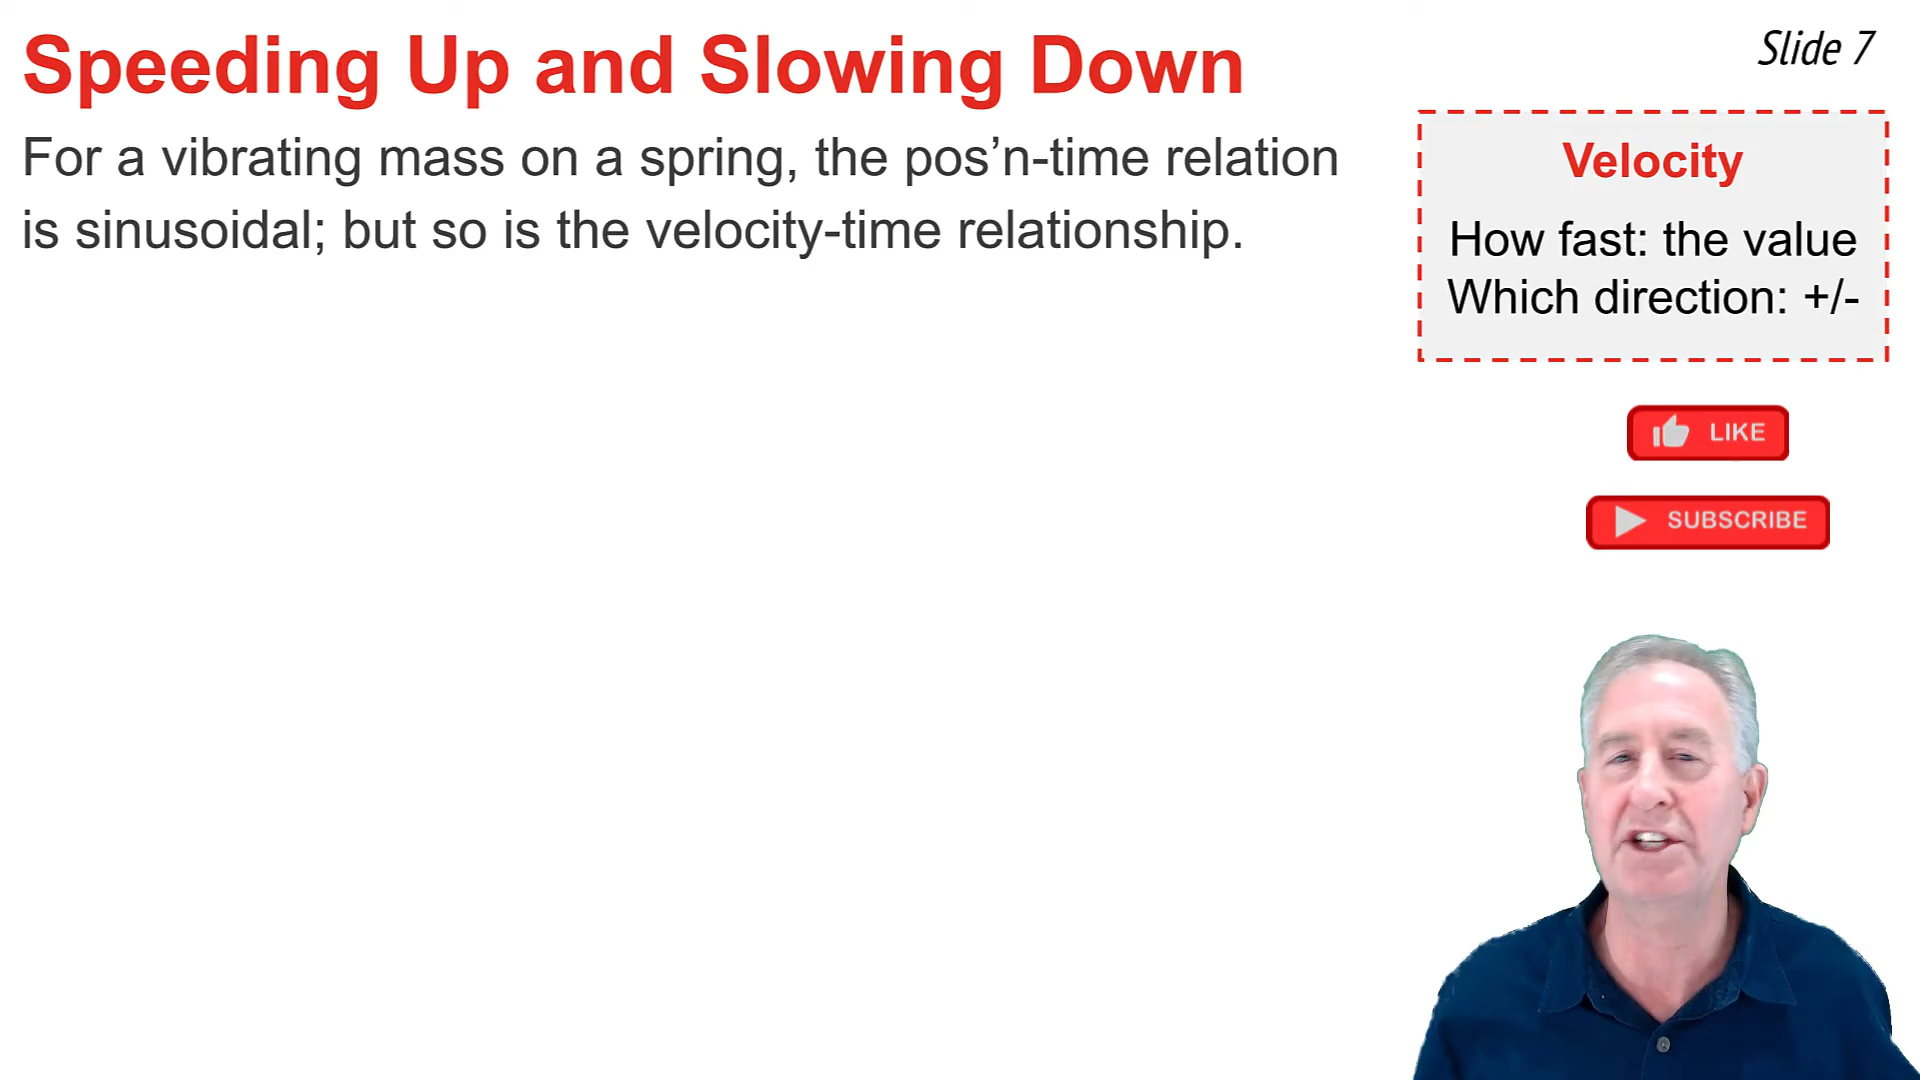 Speeding Up and Slowing Down
Slide 7
For a vibrating mass on a spring, the pos’n-time relation
is sinusoidal; but so is the velocity-time relationship.
Velocity
How fast: the value
Which direction: +/-
LIKE
SUBSCRIBE